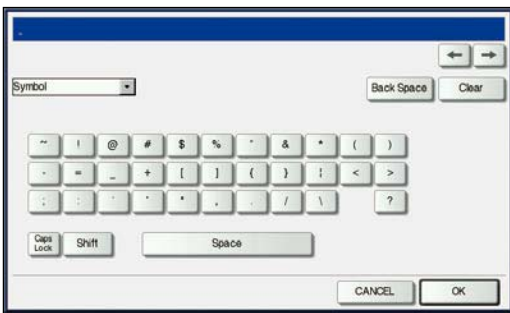 _
← →
Symbol Back Space Clear
~ ! @ # $ % & ( )
- = _ + [ ] { } < >
; : , . / \ ?
Caps Lock Shift Space
CANCEL OK